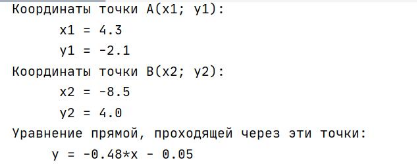 Координаты точки A(x1; y1):
x1 = 4.3
y1 = -2.1
Координаты точки B(x2; y2):
x2 = -8.5
y2 = 4.0
Уравнение прямой, проходящей через эти точки:
y = -0.48*x - 0.05